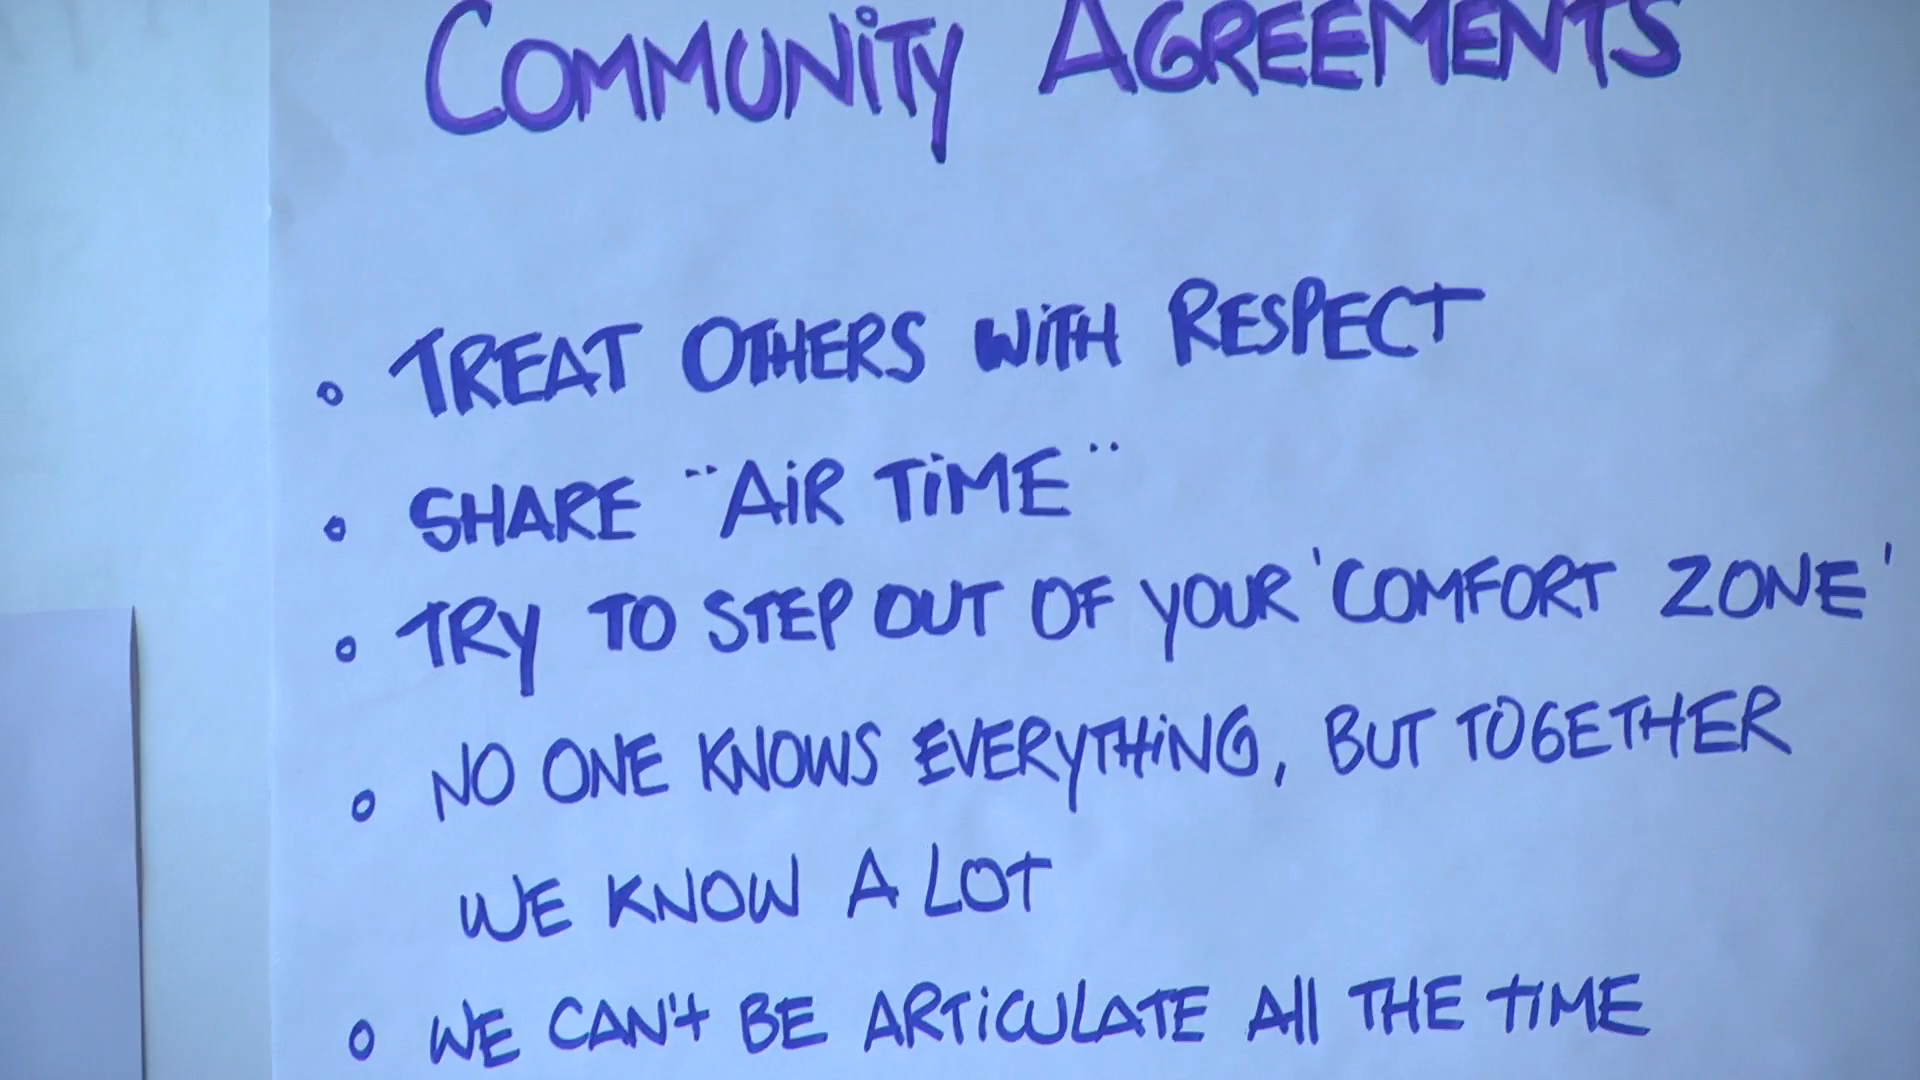 COMMUNITY AGREEMENTS
• TREAT OTHERS WITH RESPECT
• SHARE "AIR TIME"
• TRY TO STEP OUT OF YOUR 'COMFORT ZONE'
• NO ONE KNOWS EVERYTHING, BUT TOGETHER
WE KNOW A LOT
• WE CAN'T BE ARTICULATE All THE TIME